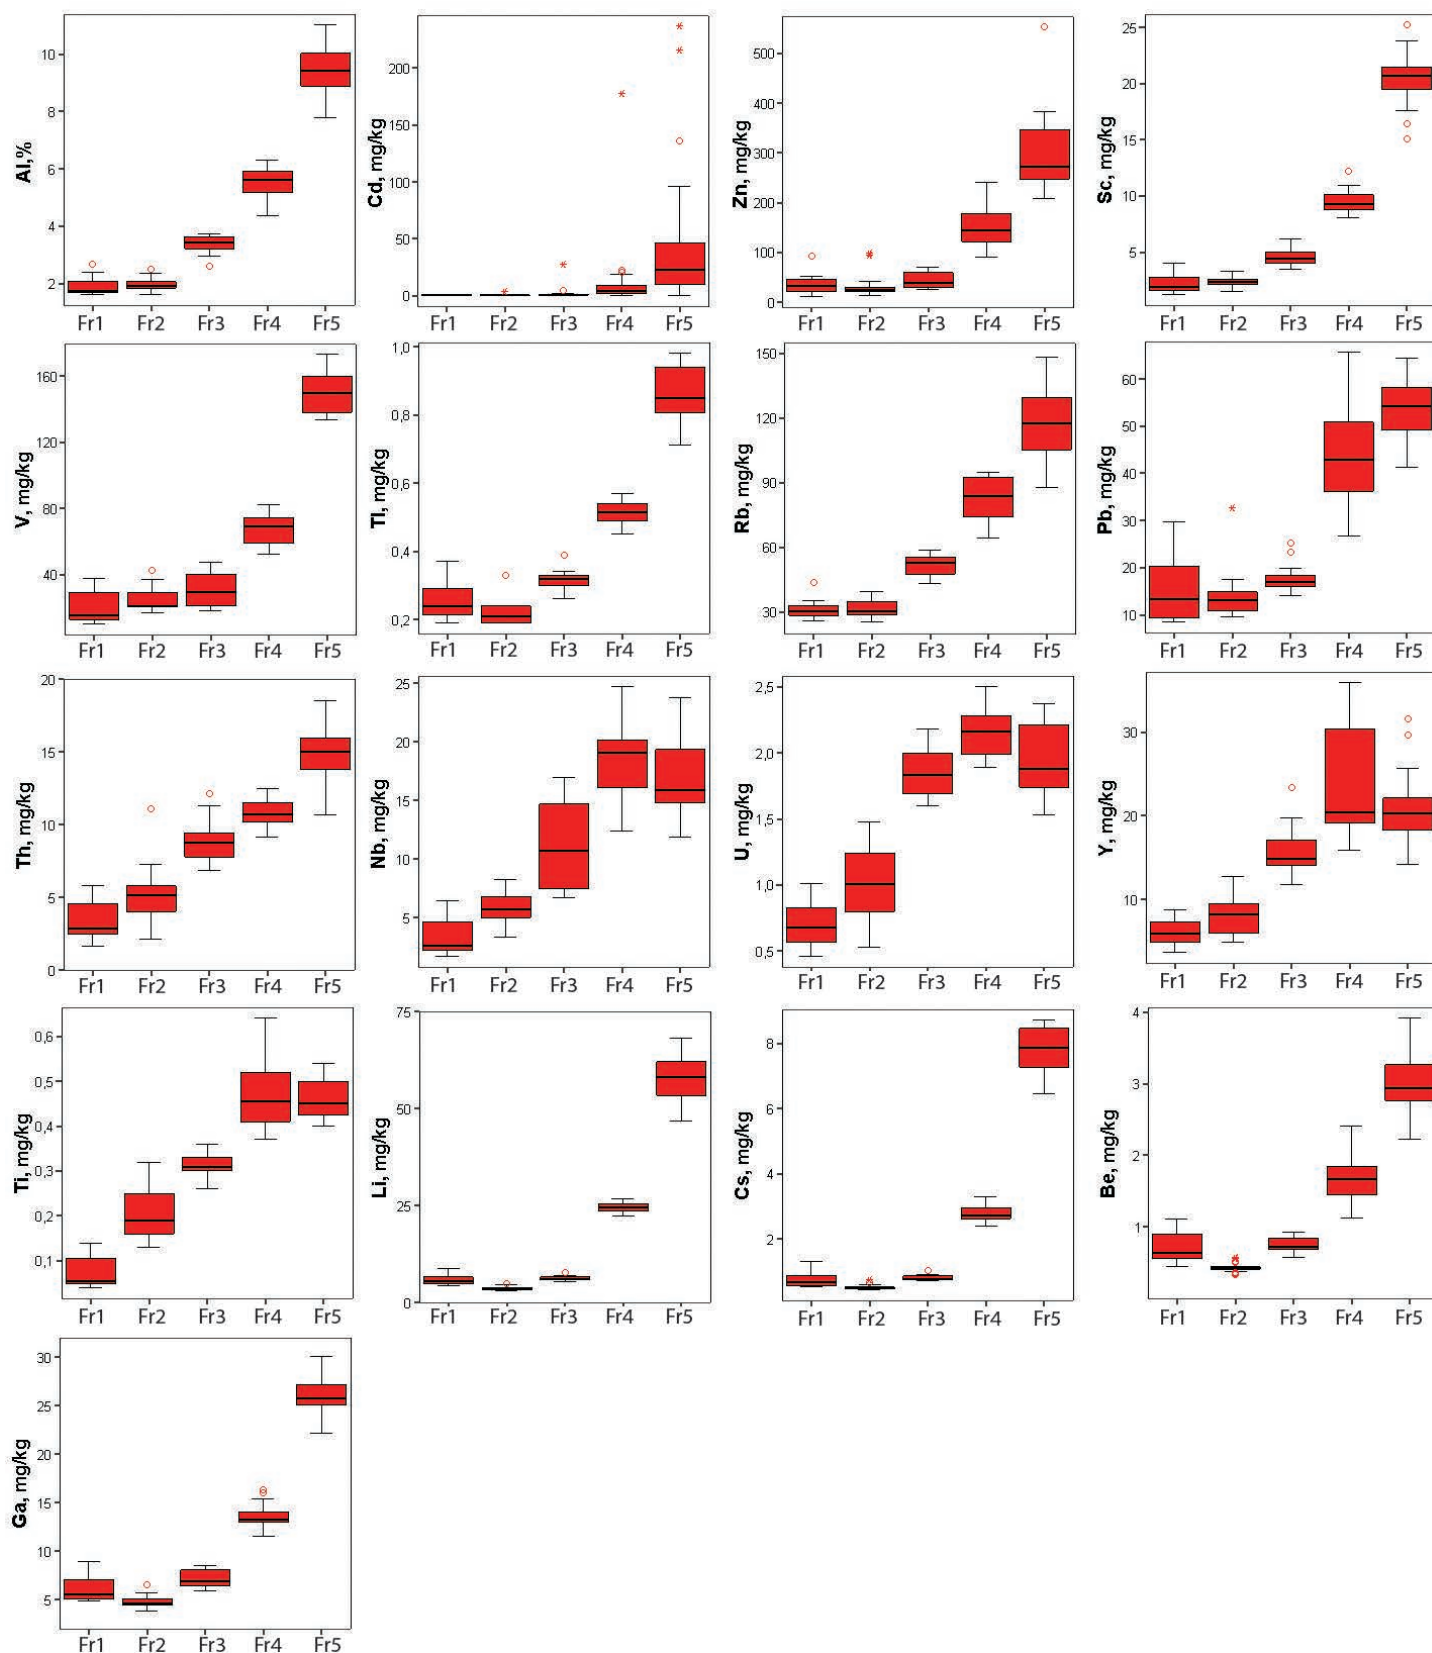 Al,%
10
8
6
4
2
Fr1 Fr2 Fr3 Fr4 Fr5
Cd, mg/kg
200
150
100
50
0
Fr1 Fr2 Fr3 Fr4 Fr5
Zn, mg/kg
500
400
300
200
100
0
Fr1 Fr2 Fr3 Fr4 Fr5
Sc, mg/kg
25
20
15
10
5
Fr1 Fr2 Fr3 Fr4 Fr5
V, mg/kg
160
120
80
40
Fr1 Fr2 Fr3 Fr4 Fr5
Tl, mg/kg
1,0
0,8
0,6
0,4
0,2
Fr1 Fr2 Fr3 Fr4 Fr5
Rb, mg/kg
150
120
90
60
30
Fr1 Fr2 Fr3 Fr4 Fr5
Pb, mg/kg
60
50
40
30
20
10
Fr1 Fr2 Fr3 Fr4 Fr5
Th, mg/kg
20
15
10
5
0
Fr1 Fr2 Fr3 Fr4 Fr5
Nb, mg/kg
25
20
15
10
5
Fr1 Fr2 Fr3 Fr4 Fr5
U, mg/kg
2,5
2,0
1,5
1,0
0,5
Fr1 Fr2 Fr3 Fr4 Fr5
Y, mg/kg
30
20
10
Fr1 Fr2 Fr3 Fr4 Fr5
Ti, mg/kg
0,6
0,5
0,4
0,3
0,2
0,1
Fr1 Fr2 Fr3 Fr4 Fr5
Li, mg/kg
75
50
25
0
Fr1 Fr2 Fr3 Fr4 Fr5
Cs, mg/kg
8
6
4
2
Fr1 Fr2 Fr3 Fr4 Fr5
Be, mg/kg
4
3
2
1
Fr1 Fr2 Fr3 Fr4 Fr5
Ga, mg/kg
30
25
20
15
10
5
Fr1 Fr2 Fr3 Fr4 Fr5